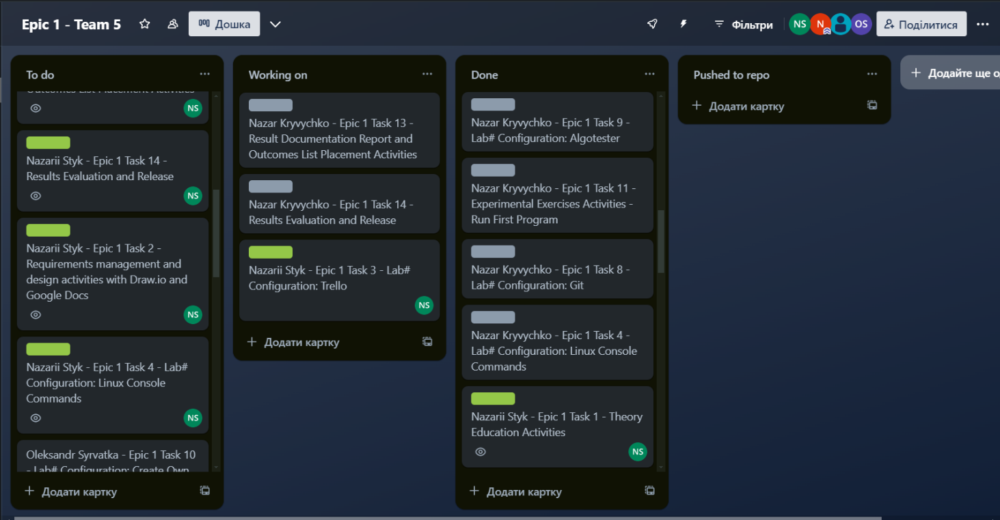 Epic 1 - Team 5
Дошка
Фільтри
NS
N
OS
Поділитися
To do
Outcomes List Placement Activities
NS
Nazarii Styk - Epic 1 Task 14 -
Results Evaluation and Release
NS
Nazarii Styk - Epic 1 Task 2 -
Requirements management and
design activities with Draw.io and
Google Docs
NS
Nazarii Styk - Epic 1 Task 4 - Lab#
Configuration: Linux Console
Commands
NS
Oleksandr Syrvatka - Epic 1 Task 10
- Lab# Configuration: Create Own
Додати картку
Working on
Nazar Kryvychko - Epic 1 Task 13 -
Result Documentation Report and
Outcomes List Placement Activities
Nazar Kryvychko - Epic 1 Task 14 -
Results Evaluation and Release
Nazarii Styk - Epic 1 Task 3 - Lab#
Configuration: Trello
NS
Додати картку
Done
Nazar Kryvychko - Epic 1 Task 9 -
Lab# Configuration: Algotester
Nazar Kryvychko - Epic 1 Task 11 -
Experimental Exercises Activities -
Run First Program
Nazar Kryvychko - Epic 1 Task 8 -
Lab# Configuration: Git
Nazar Kryvychko - Epic 1 Task 4 -
Lab# Configuration: Linux Console
Commands
Nazarii Styk - Epic 1 Task 1 - Theory
Education Activities
NS
Додати картку
Pushed to repo
Додати картку
Додайте ще